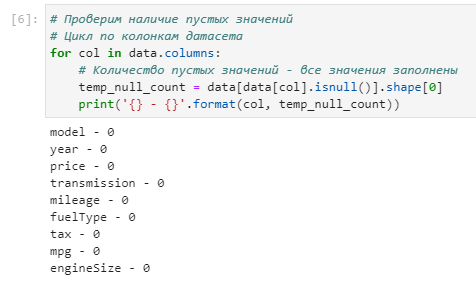 [6]: # Проверим наличие пустых значений
# Цикл по колонкам датасета
for col in data.columns:
    # Количество пустых значений - все значения заполнены
    temp_null_count = data[data[col].isnull()].shape[0]
    print('{} - {}'.format(col, temp_null_count))
model - 0
year - 0
price - 0
transmission - 0
mileage - 0
fuelType - 0
tax - 0
mpg - 0
engineSize - 0